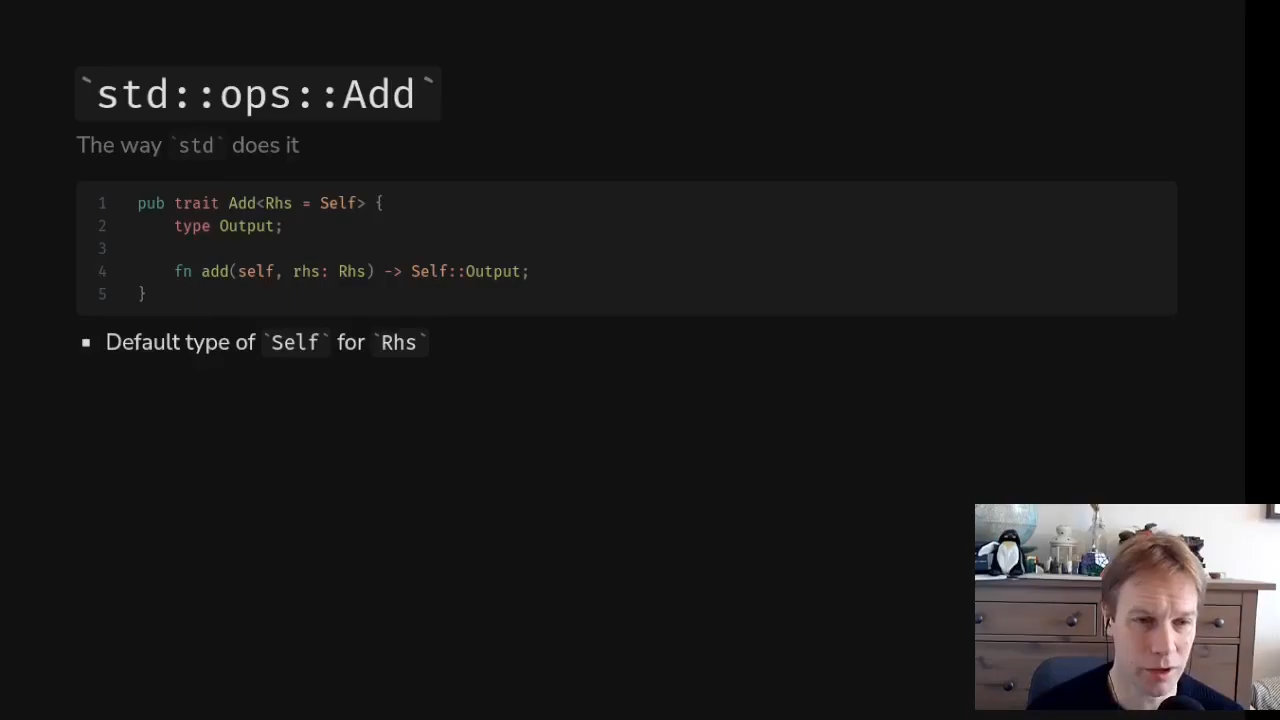 `std::ops::Add`
The way `std` does it
1 pub trait Add<Rhs = Self> {
2 type Output;
3
4 fn add(self, rhs: Rhs) -> Self::Output;
5 }
▪ Default type of `Self` for `Rhs`